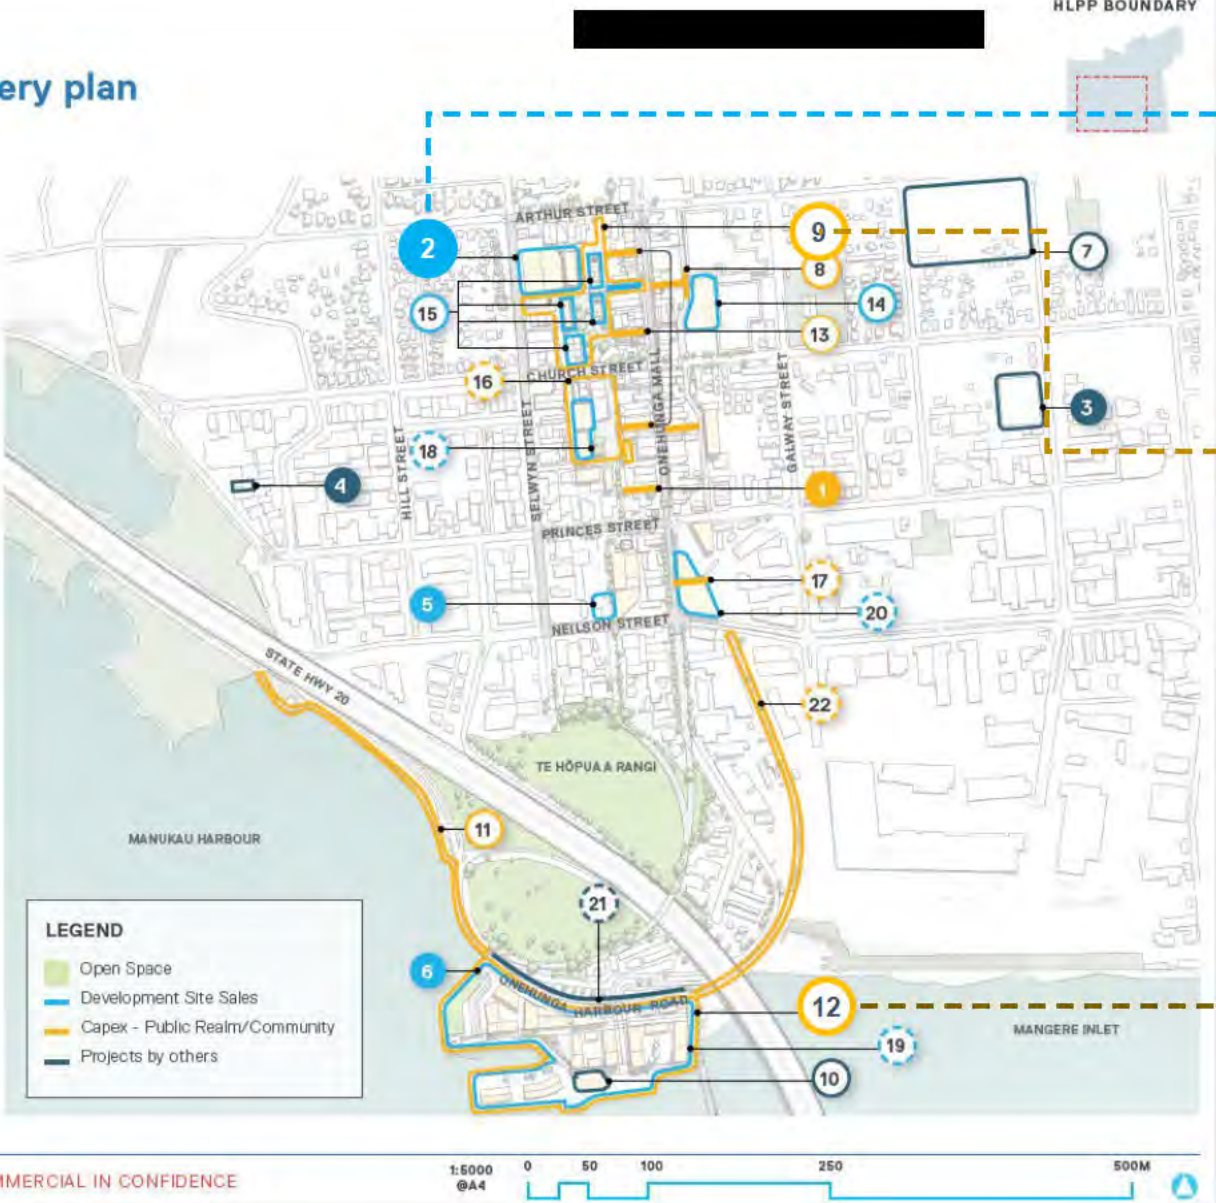 HLPP BOUNDARY
ery plan
ARTHUR STREET
2
9
7
8
15
14
13
CHURCH STREET
16
ONEHUNGA MALL
GALWAY STREET
3
SELWYN STREET
HILL STREET
18
4
1
PRINCES STREET
17
5
20
NEILSON STREET
STATE HWY 20
22
TE HŌPUA A RANGI
MANUKAU HARBOUR
11
21
LEGEND
Open Space
Development Site Sales
Capex - Public Realm/Community
Projects by others
6
ONEHUNGA HARBOUR ROAD
12
MANGERE INLET
19
10
MMERCIAL IN CONFIDENCE
1:5000
@A4
0 50 100 250 500M